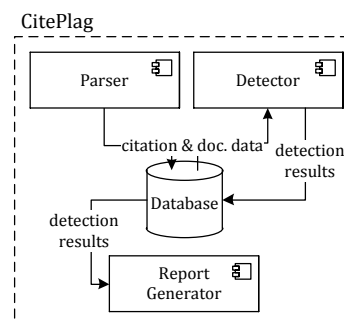 CitePlag
Parser
Detector
citation & doc. data
detection
results
Database
detection
results
Report
Generator